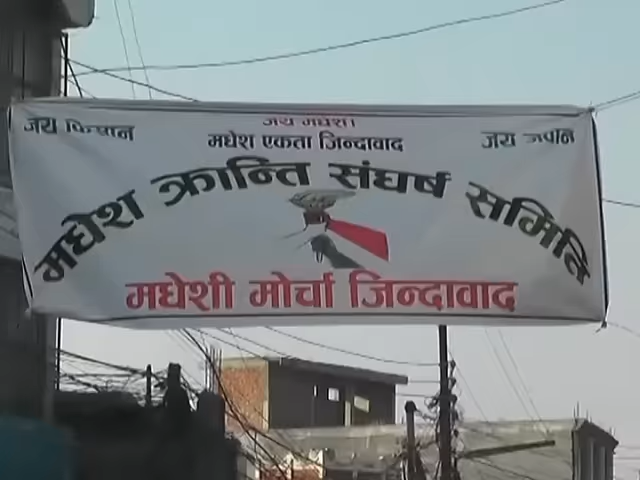 जय मधेश।
जय किसान मधेश एकता जिन्दावाद जय जवान
मधेश क्रान्ति संघर्ष समिति
मधेशी मोर्चा जिन्दावाद